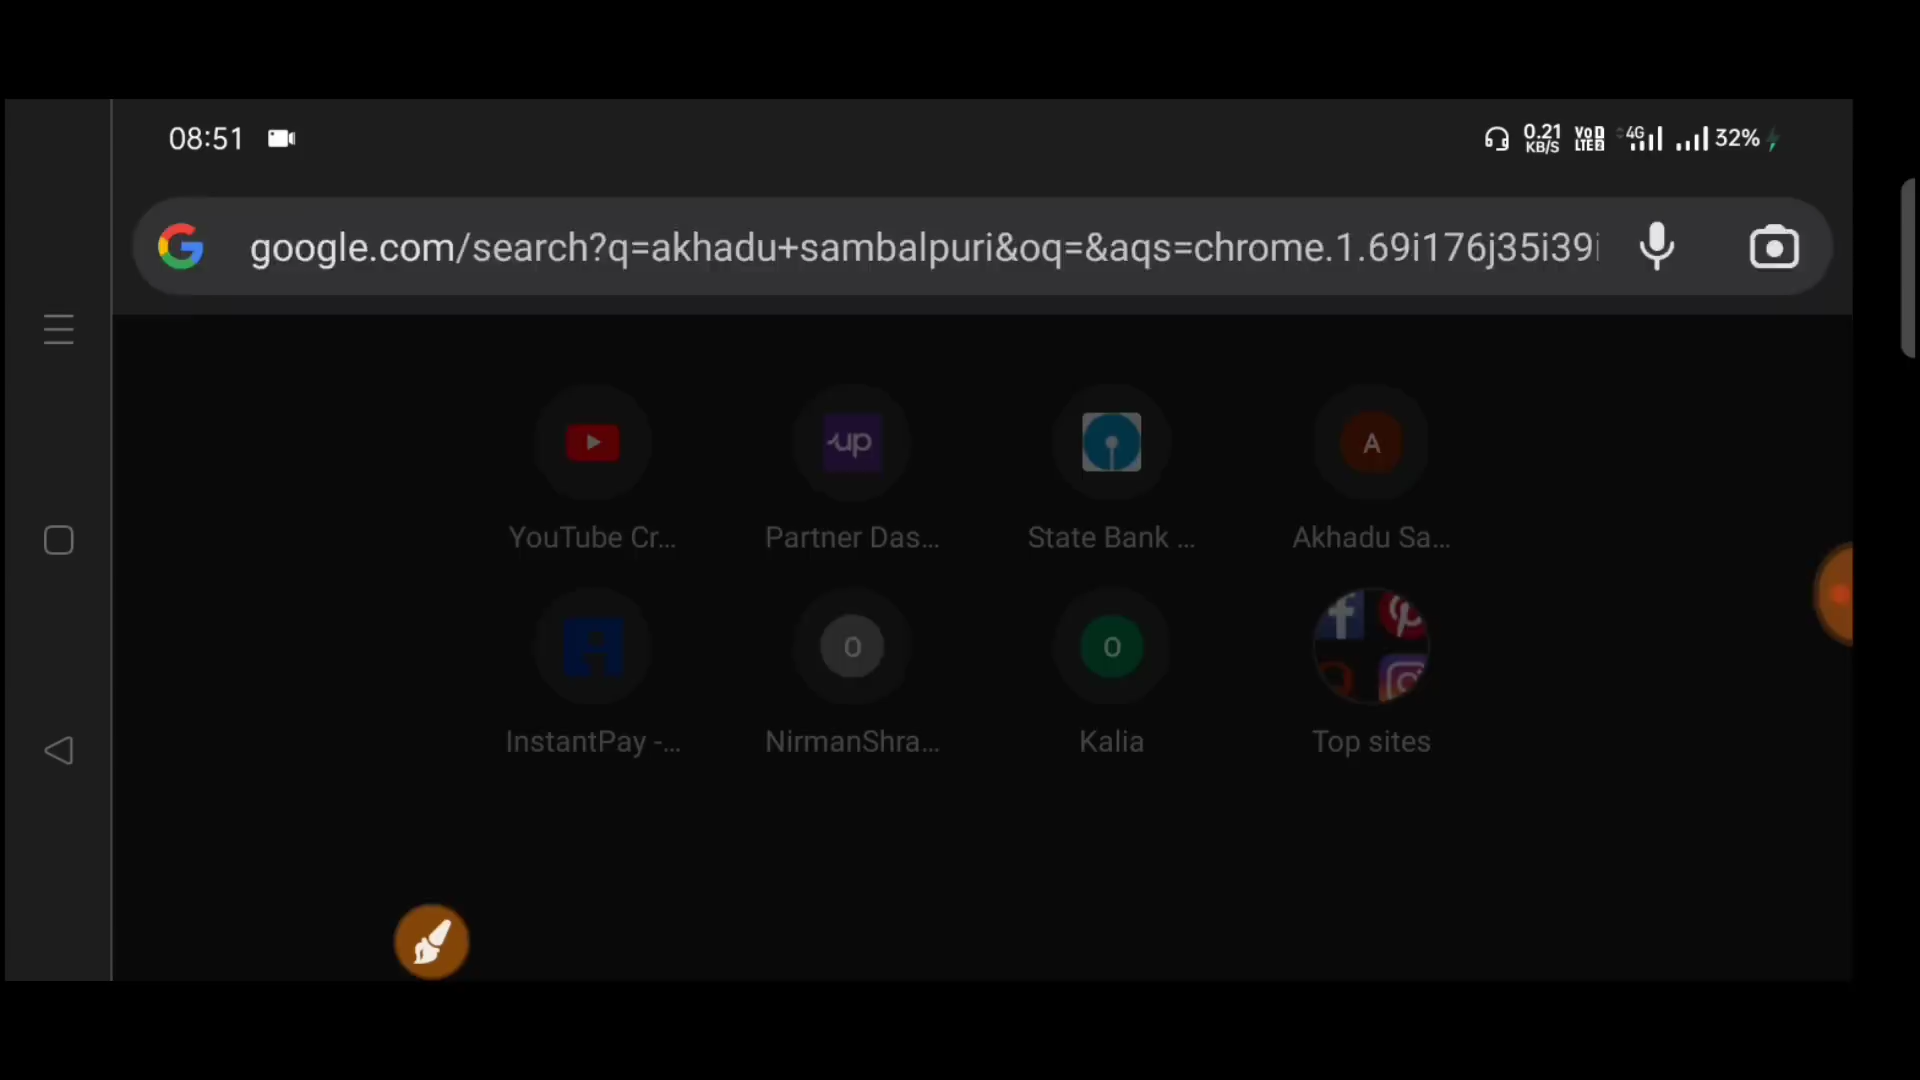 08:51 0.21 KB/S VoLTE 4G 32%
google.com/search?q=akhadu+sambalpuri&oq=&aqs=chrome.1.69i176j35i39i
up A
YouTube Cr... Partner Das... State Bank ... Akhadu Sa...
O O
InstantPay -... NirmanShra... Kalia Top sites